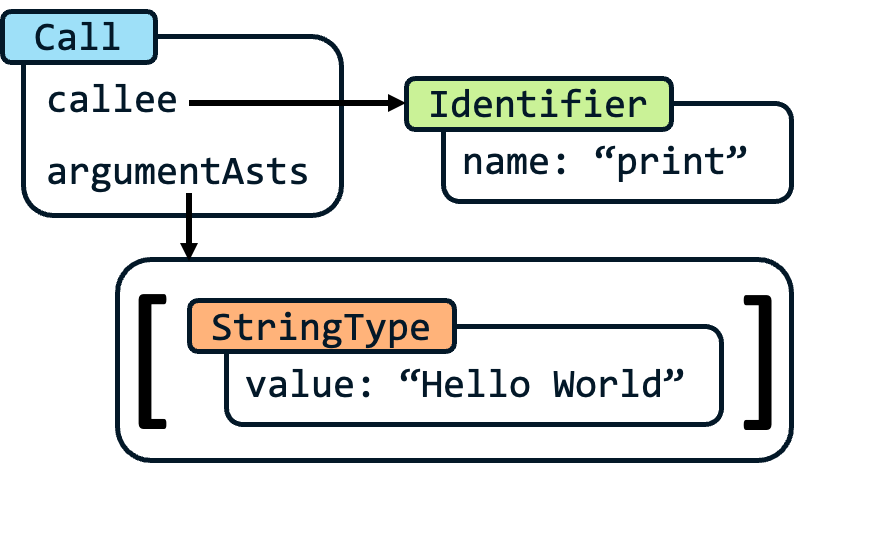 Call
callee
Identifier
name: “print”
argumentAsts
[
StringType
value: “Hello World”
]